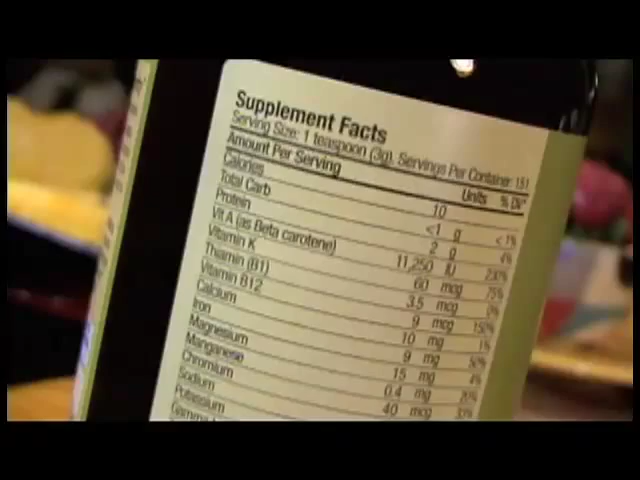 Supplement Facts
Serving Size: 1 teaspoon (3g), Servings Per Container: 151
Amount Per Serving Units % DV*
Calories 10
Total Carb <1 g <1%
Protein 2 g 4%
Vit A (as Beta carotene) 11,250 IU 230%
Vitamin K 60 mcg 75%
Thiamin (B1) 3.5 mcg 0%
Vitamin B12 9 mcg 150%
Calcium 10 mg 1%
Iron 9 mg 50%
Magnesium 15 mg 4%
Manganese 0.4 mg 20%
Chromium 40 mcg 33%
Sodium
Potassium